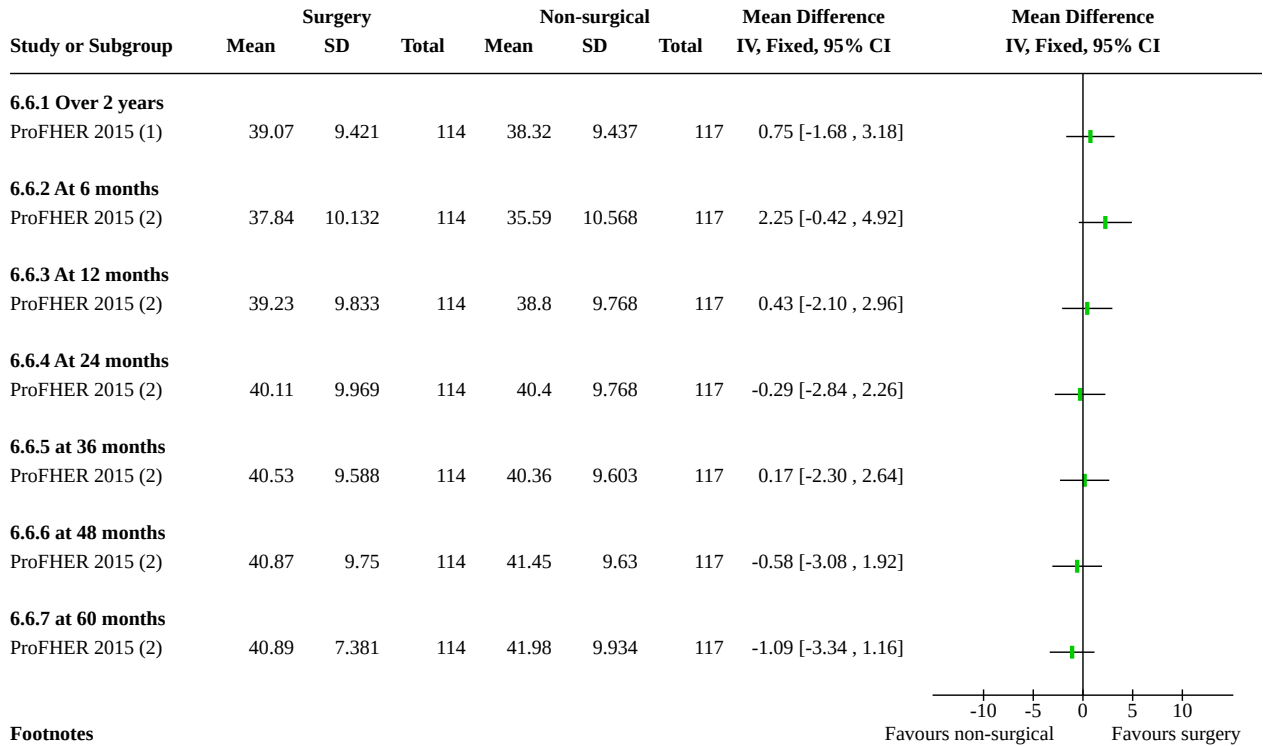 Surgery Non-surgical Mean Difference Mean Difference
Study or Subgroup Mean SD Total Mean SD Total IV, Fixed, 95% CI IV, Fixed, 95% CI
6.6.1 Over 2 years
ProFHER 2015 (1) 39.07 9.421 114 38.32 9.437 117 0.75 [-1.68 , 3.18]
6.6.2 At 6 months
ProFHER 2015 (2) 37.84 10.132 114 35.59 10.568 117 2.25 [-0.42 , 4.92]
6.6.3 At 12 months
ProFHER 2015 (2) 39.23 9.833 114 38.8 9.768 117 0.43 [-2.10 , 2.96]
6.6.4 At 24 months
ProFHER 2015 (2) 40.11 9.969 114 40.4 9.768 117 -0.29 [-2.84 , 2.26]
6.6.5 at 36 months
ProFHER 2015 (2) 40.53 9.588 114 40.36 9.603 117 0.17 [-2.30 , 2.64]
6.6.6 at 48 months
ProFHER 2015 (2) 40.87 9.75 114 41.45 9.63 117 -0.58 [-3.08 , 1.92]
6.6.7 at 60 months
ProFHER 2015 (2) 40.89 7.381 114 41.98 9.934 117 -1.09 [-3.34 , 1.16]
-10 -5 0 5 10
Footnotes Favours non-surgical Favours surgery